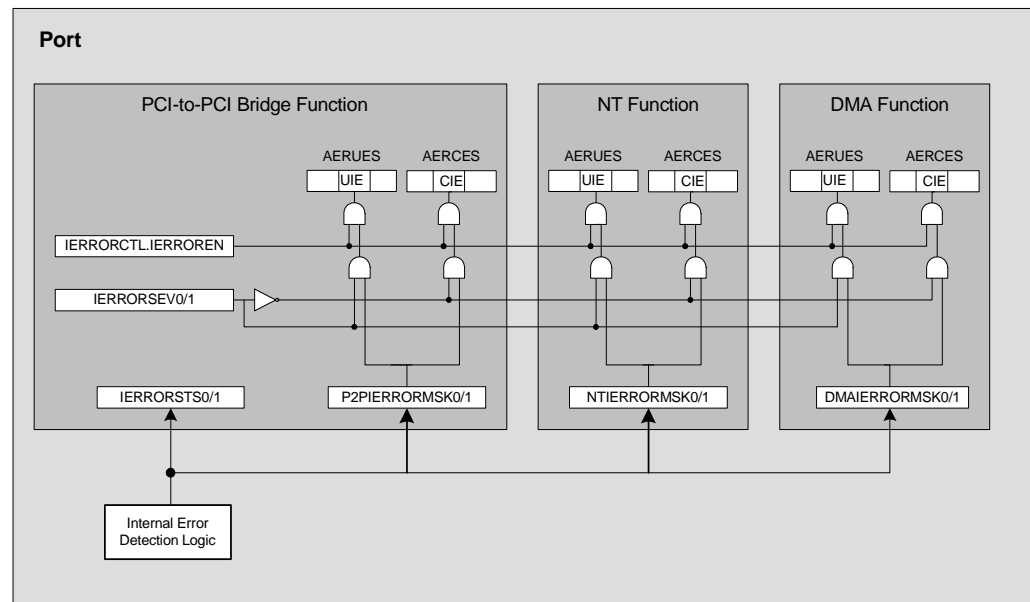 Port
PCI-to-PCI Bridge Function
NT Function
DMA Function
AERUES
AERCES
AERUES
AERCES
AERUES
AERCES
UIE
CIE
UIE
CIE
UIE
CIE
IERRORCTL.IERROREN
IERRORSEV0/1
IERRORSTS0/1
P2PIERRORMSK0/1
NTIERRORMSK0/1
DMAIERRORMSK0/1
Internal Error
Detection Logic